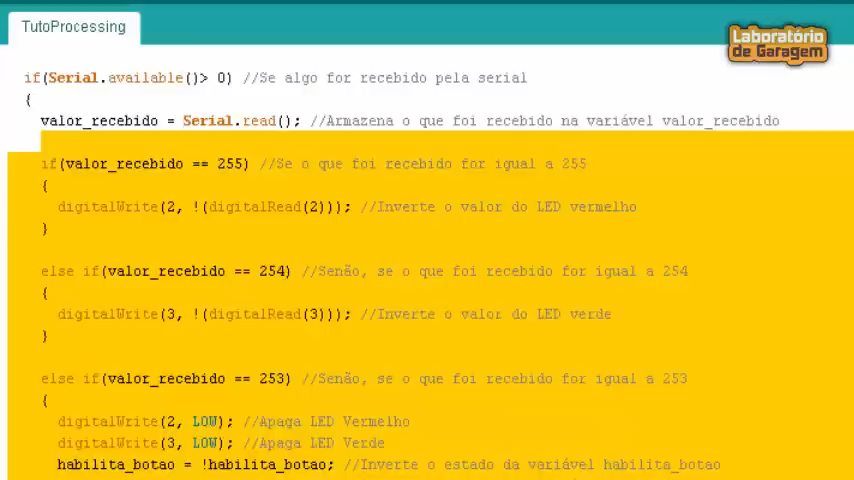 TutoProcessing
Laboratório
de Garagem
if(Serial.available()> 0) //Se algo for recebido pela serial
{
valor_recebido = Serial.read(); //Armazena o que foi recebido na variável valor_recebido
if(valor_recebido == 255) //Se o que foi recebido for igual a 255
{
digitalWrite(2, !(digitalRead(2))); //Inverte o valor do LED vermelho
}
else if(valor_recebido == 254) //Senão, se o que foi recebido for igual a 254
{
digitalWrite(3, !(digitalRead(3))); //Inverte o valor do LED verde
}
else if(valor_recebido == 253) //Senão, se o que foi recebido for igual a 253
{
digitalWrite(2, LOW); //Apaga LED Vermelho
digitalWrite(3, LOW); //Apaga LED Verde
habilita_botao = !habilita_botao; //Inverte o estado da variável habilita_botao